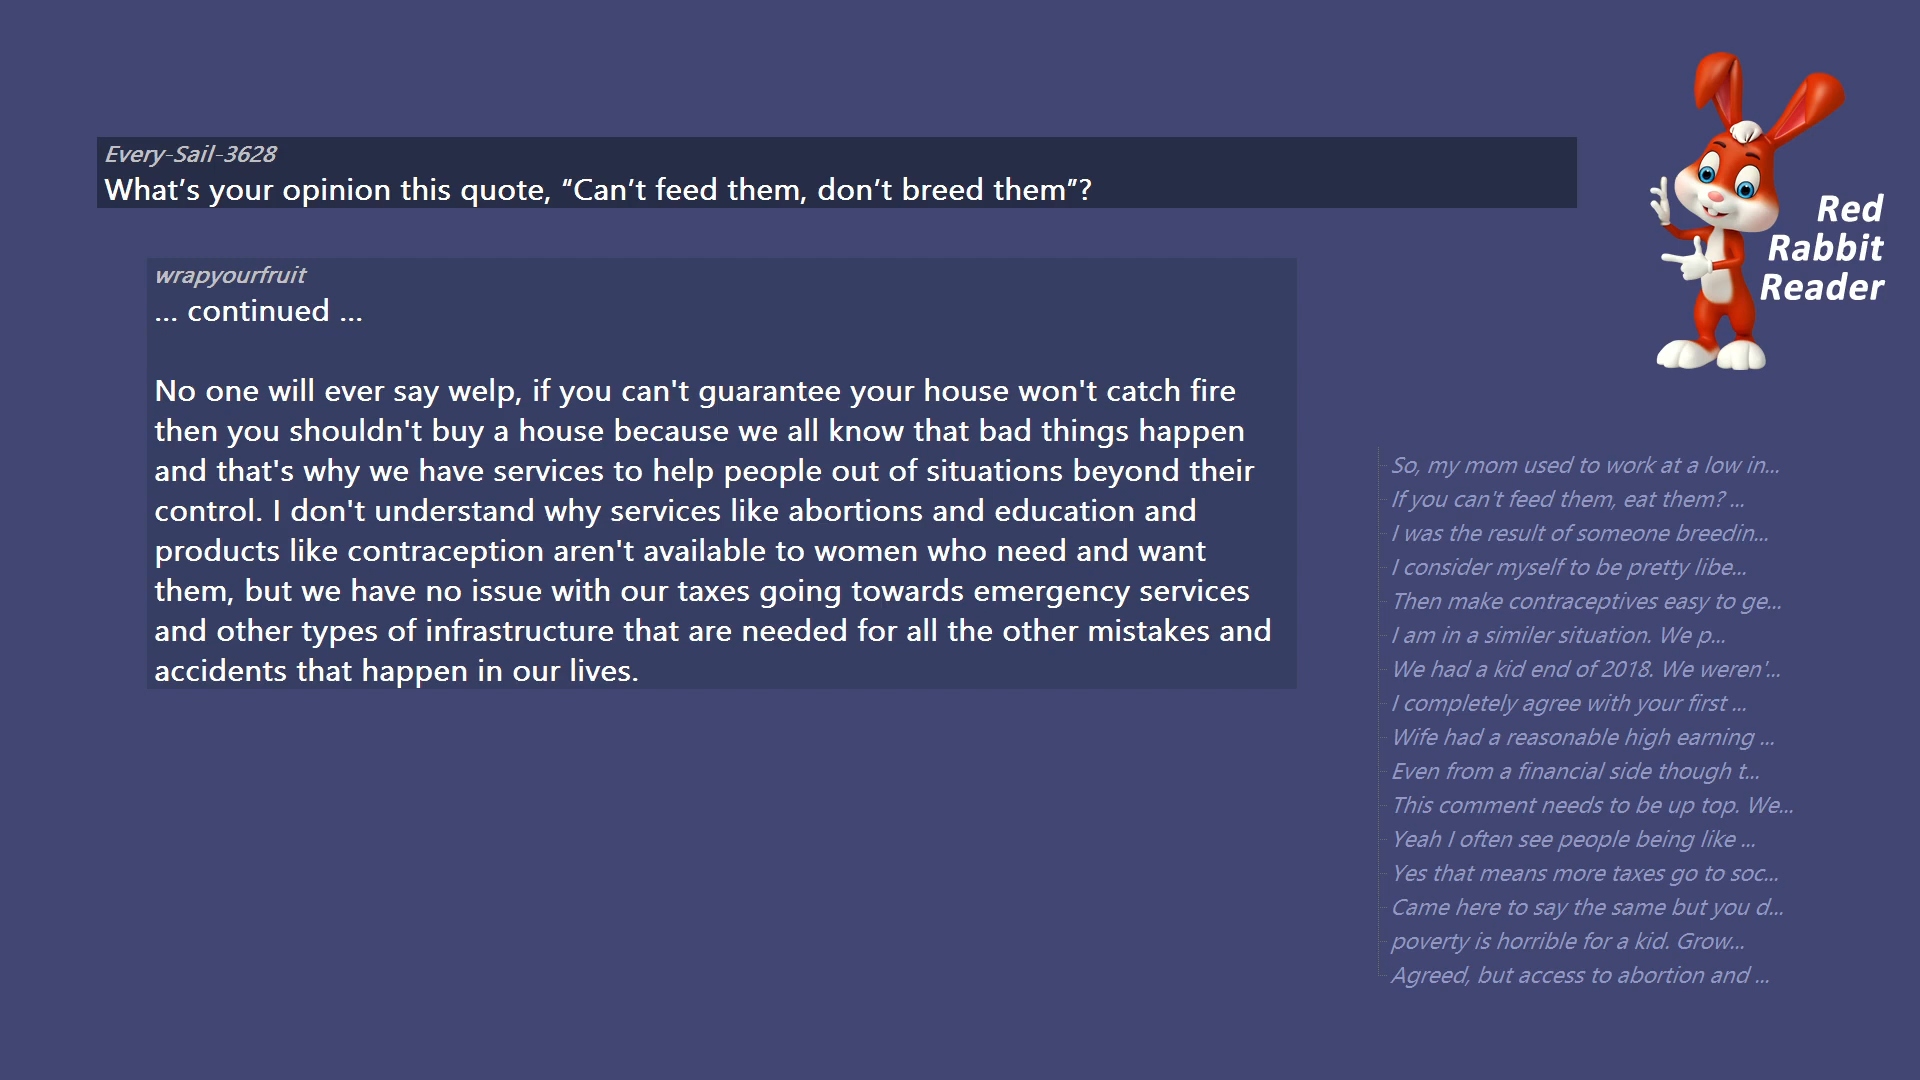 Every-Sail-3628
What’s your opinion this quote, “Can’t feed them, don’t breed them”?
wrapyourfruit
... continued ...
No one will ever say welp, if you can't guarantee your house won't catch fire
then you shouldn't buy a house because we all know that bad things happen
and that's why we have services to help people out of situations beyond their
control. I don't understand why services like abortions and education and
products like contraception aren't available to women who need and want
them, but we have no issue with our taxes going towards emergency services
and other types of infrastructure that are needed for all the other mistakes and
accidents that happen in our lives.
Red
Rabbit
Reader
So, my mom used to work at a low in...
If you can't feed them, eat them? ...
I was the result of someone breedin...
I consider myself to be pretty libe...
Then make contraceptives easy to ge...
I am in a similer situation. We p...
We had a kid end of 2018. We weren'...
I completely agree with your first ...
Wife had a reasonable high earning ...
Even from a financial side though t...
This comment needs to be up top. We...
Yeah I often see people being like ...
Yes that means more taxes go to soc...
Came here to say the same but you d...
poverty is horrible for a kid. Grow...
Agreed, but access to abortion and ...